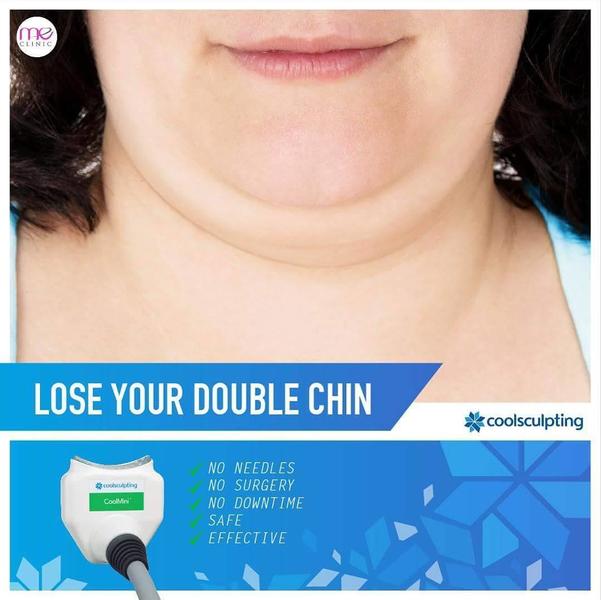 me
CLINIC
LOSE YOUR DOUBLE CHIN
coolsculpting
coolsculpting
CoolMini
NO NEEDLES
NO SURGERY
NO DOWNTIME
SAFE
EFFECTIVE